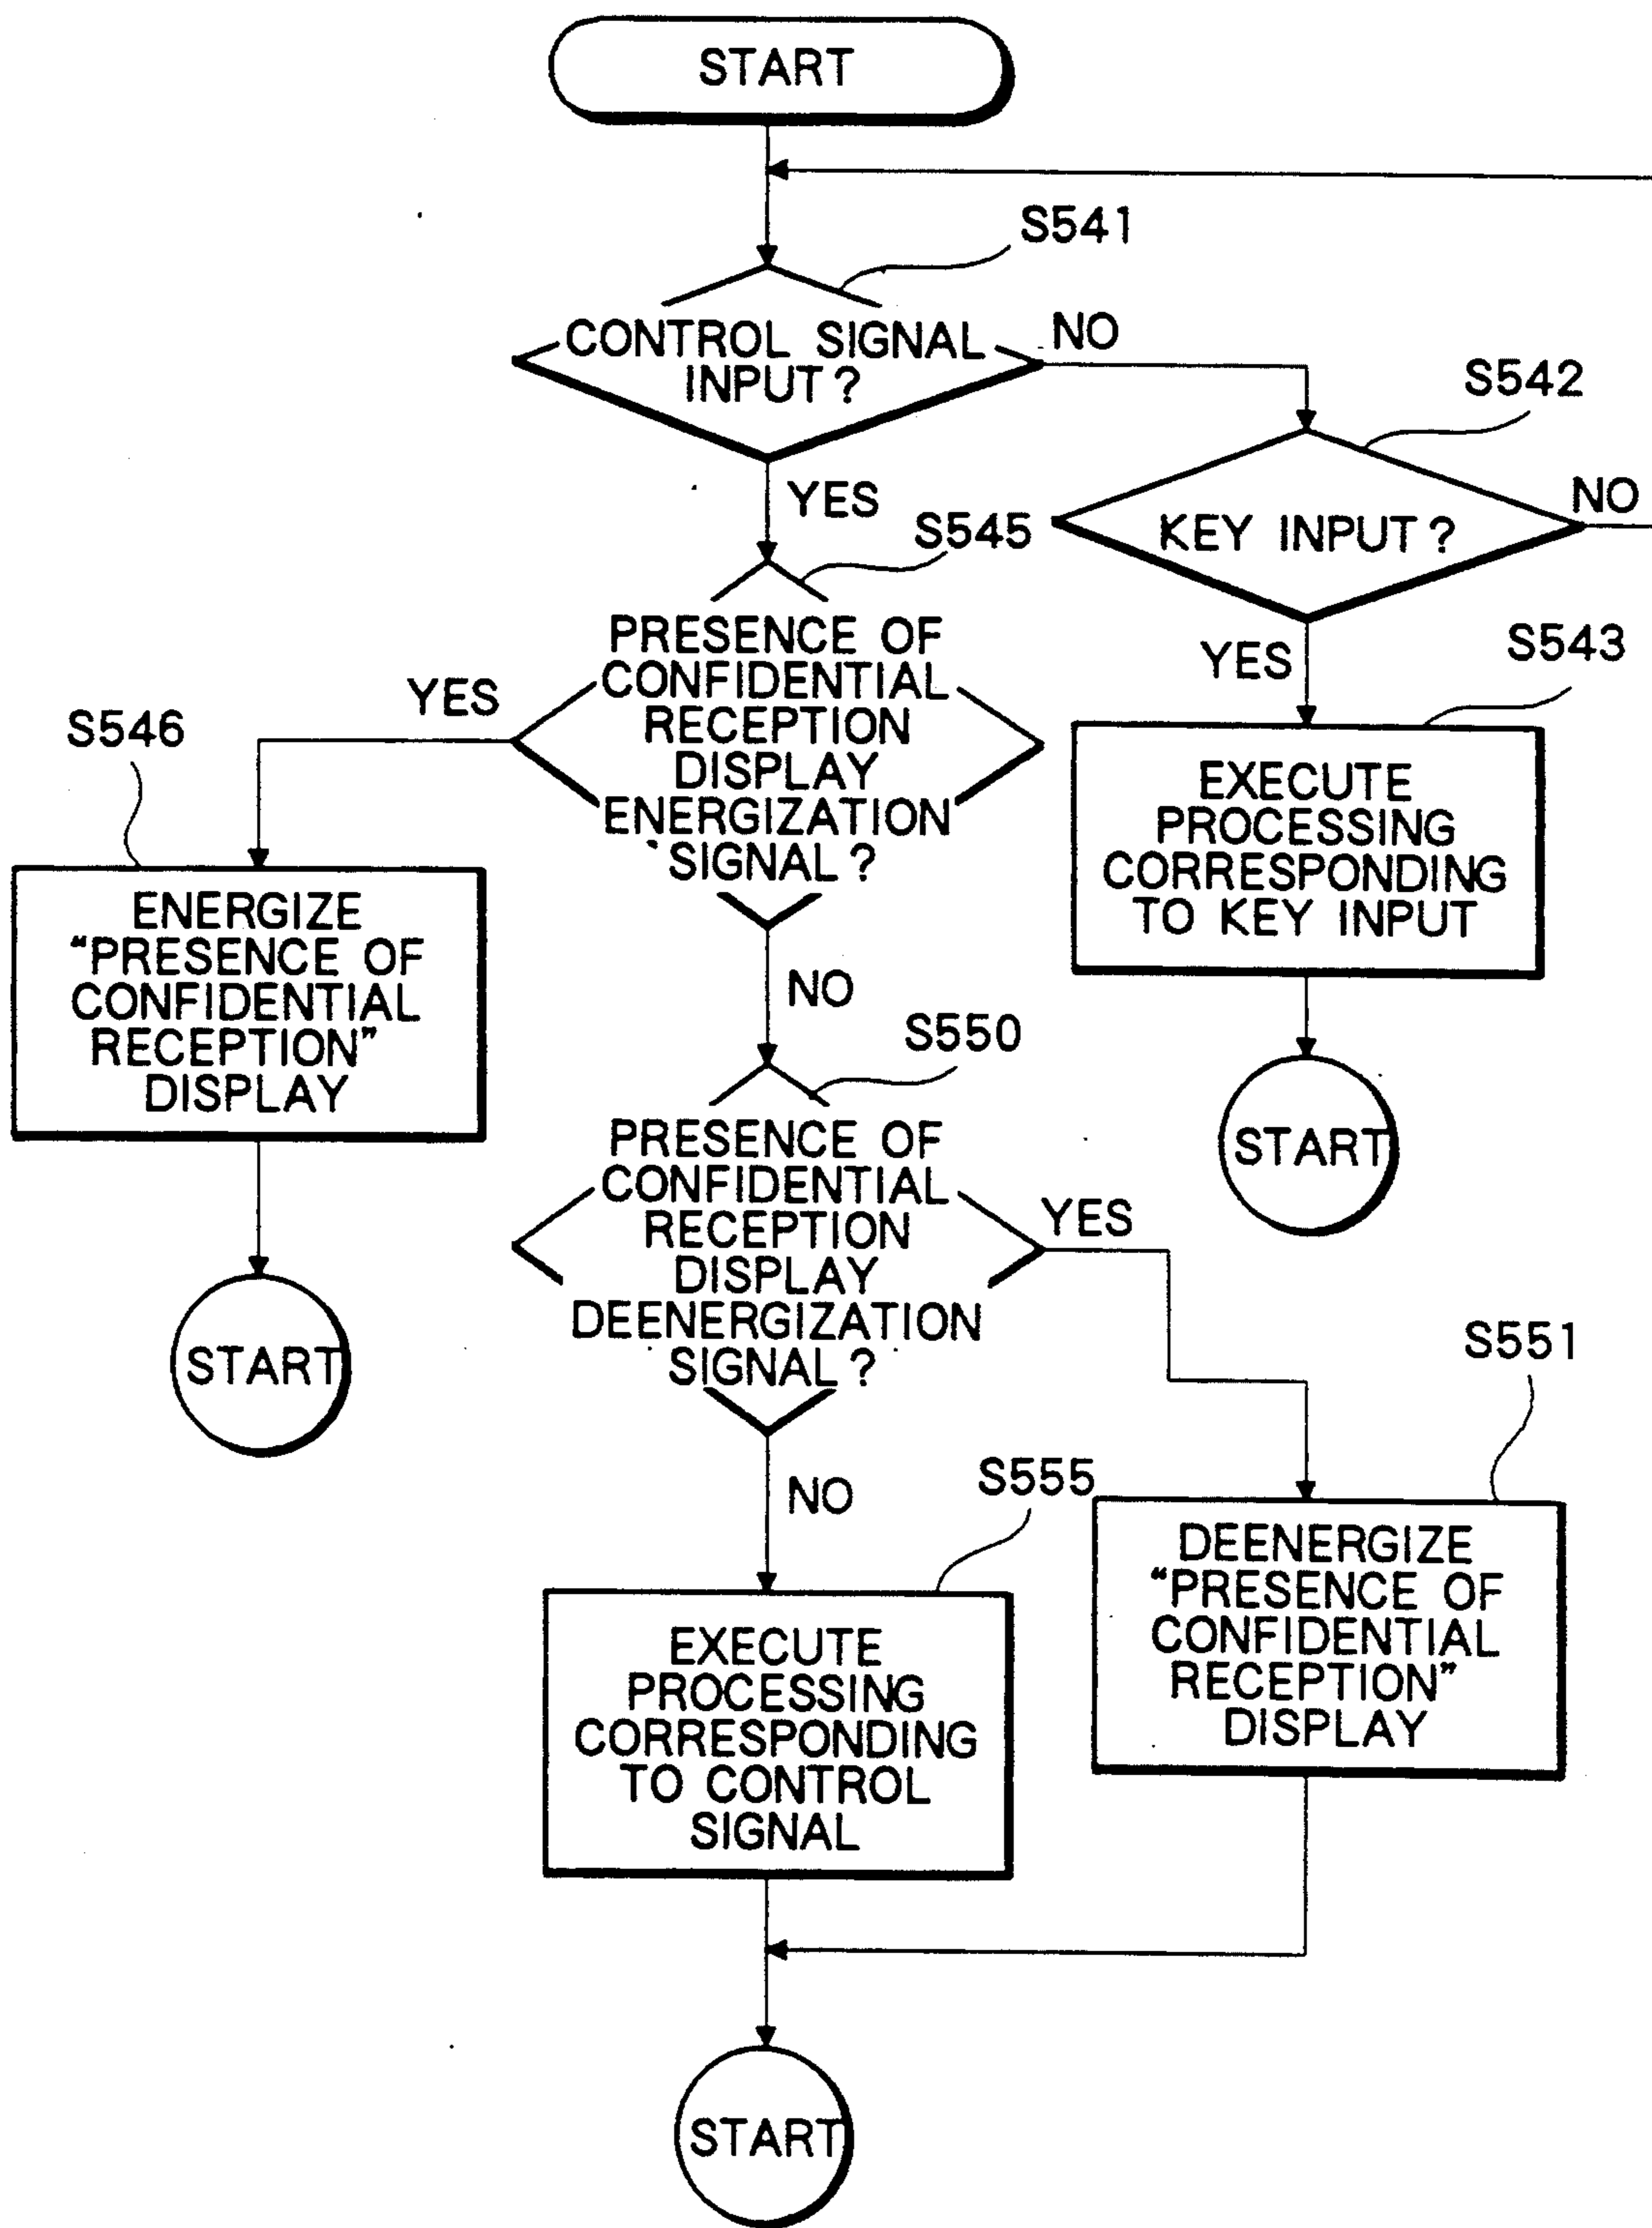 START
S541
CONTROL SIGNAL
INPUT?
NO
S542
KEY INPUT?
NO
YES
S543
EXECUTE
PROCESSING
CORRESPONDING
TO KEY INPUT
START
YES
S545
PRESENCE OF
CONFIDENTIAL
RECEPTION
DISPLAY
ENERGIZATION
SIGNAL?
YES
S546
ENERGIZE
"PRESENCE OF
CONFIDENTIAL
RECEPTION"
DISPLAY
START
NO
S550
PRESENCE OF
CONFIDENTIAL
RECEPTION
DISPLAY
DEENERGIZATION
SIGNAL?
YES
S551
DEENERGIZE
"PRESENCE OF
CONFIDENTIAL
RECEPTION"
DISPLAY
NO
S555
EXECUTE
PROCESSING
CORRESPONDING
TO CONTROL
SIGNAL
START